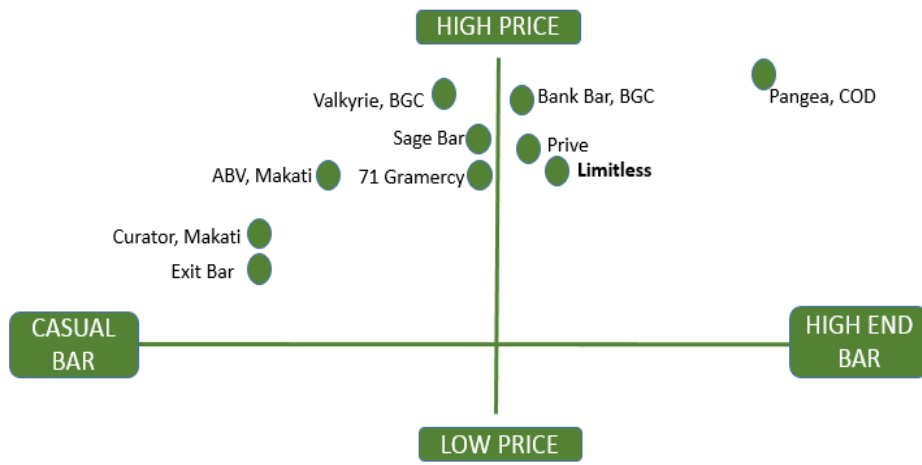 HIGH PRICE
Valkyrie, BGC
Bank Bar, BGC
Pangea, COD
Sage Bar
Prive
ABV, Makati
71 Gramercy
Limitless
Curator, Makati
Exit Bar
CASUAL
BAR
HIGH END
BAR
LOW PRICE